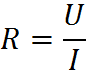 R = U/I